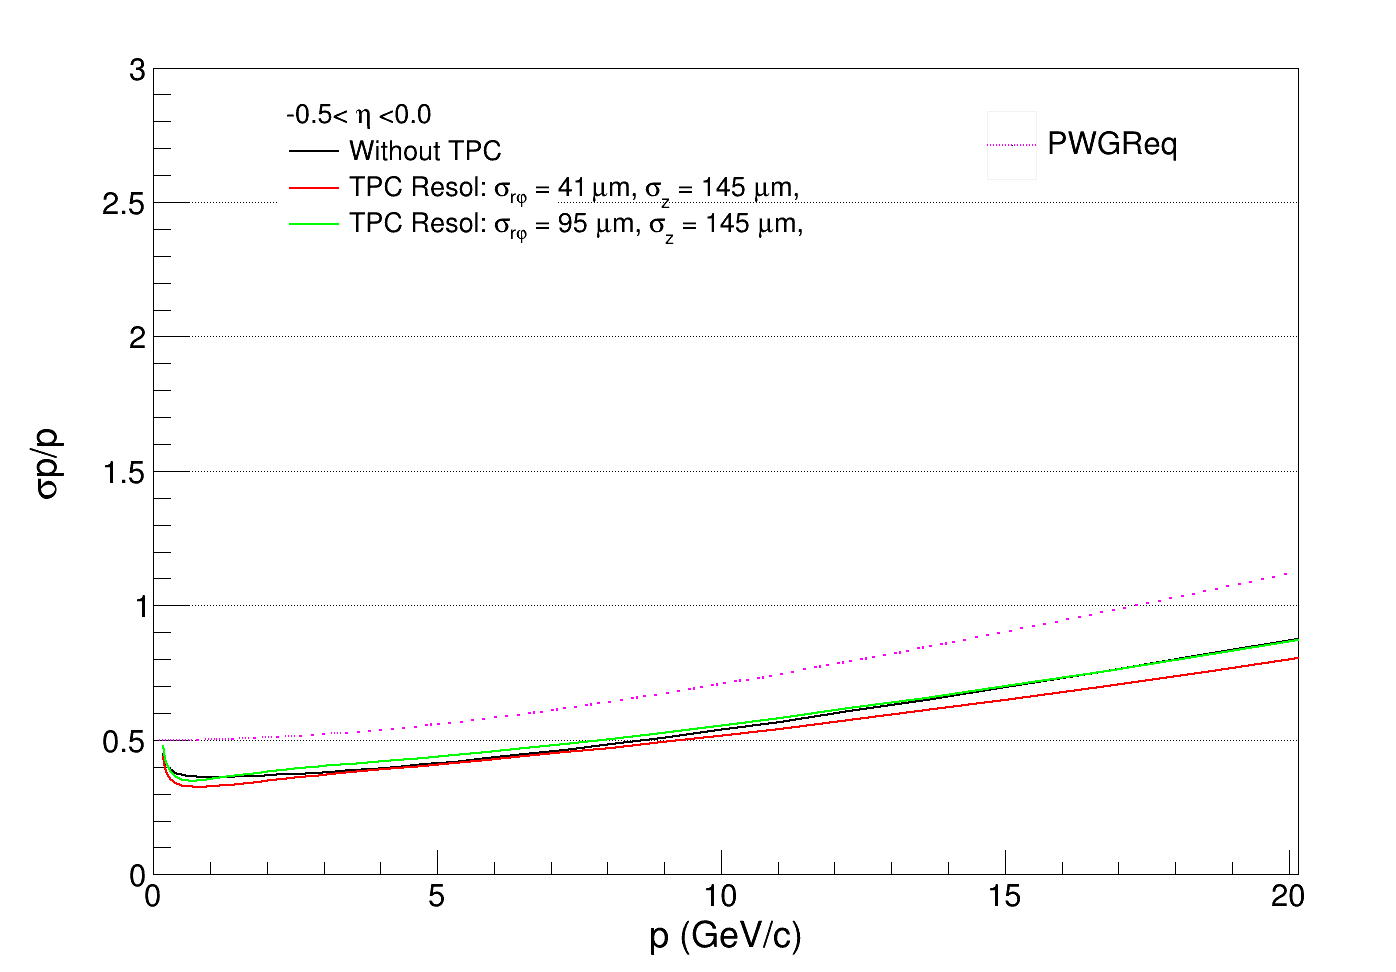 3
-0.5< η <0.0
Without TPC
PWGReq
TPC Resol: σrφ = 41 μm, σz = 145 μm,
2.5
TPC Resol: σrφ = 95 μm, σz = 145 μm,
2
1.5
σp/p
1
0.5
0
0 5 10 15 20
p (GeV/c)